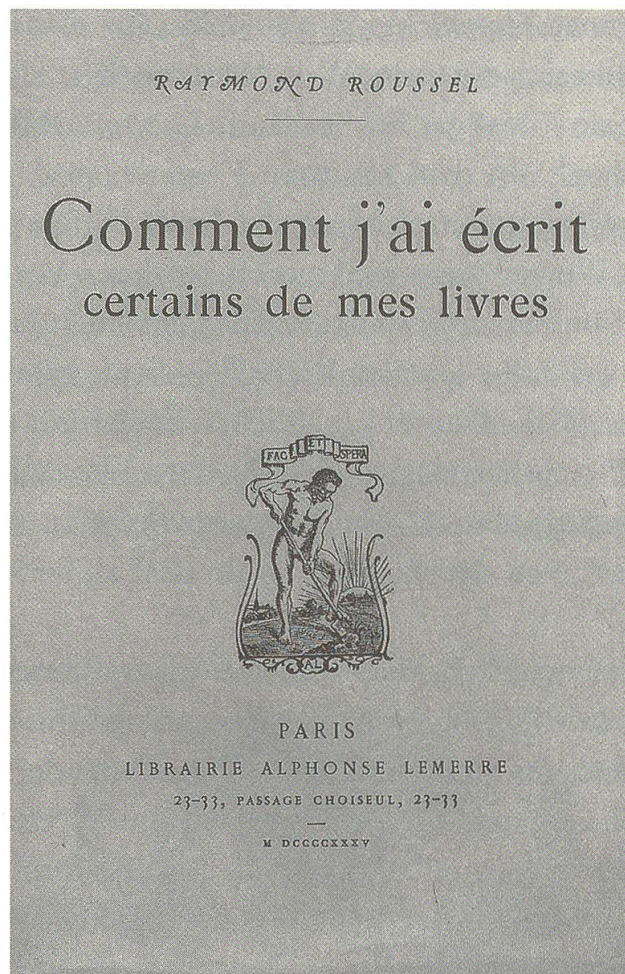 RAYMOND ROUSSEL
Comment j'ai écrit
certains de mes livres
FAC ET SPERA
AL
PARIS
LIBRAIRIE ALPHONSE LEMERRE
23-33, PASSAGE CHOISEUL, 23-33
M DCCCCXXXV